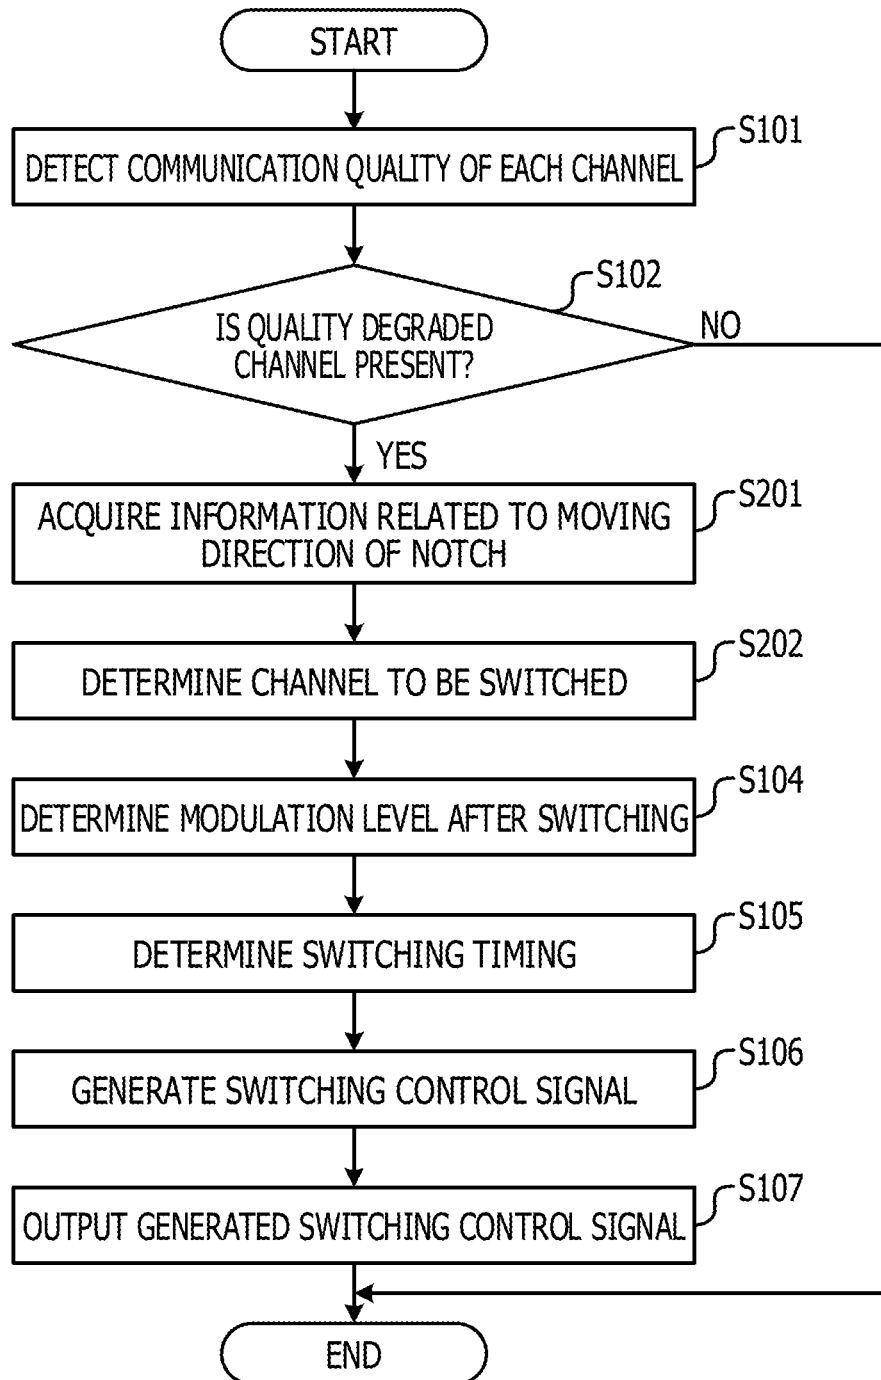 START
S101
DETECT COMMUNICATION QUALITY OF EACH CHANNEL
S102
IS QUALITY DEGRADED
CHANNEL PRESENT?
NO
YES
S201
ACQUIRE INFORMATION RELATED TO MOVING
DIRECTION OF NOTCH
S202
DETERMINE CHANNEL TO BE SWITCHED
S104
DETERMINE MODULATION LEVEL AFTER SWITCHING
S105
DETERMINE SWITCHING TIMING
S106
GENERATE SWITCHING CONTROL SIGNAL
S107
OUTPUT GENERATED SWITCHING CONTROL SIGNAL
END